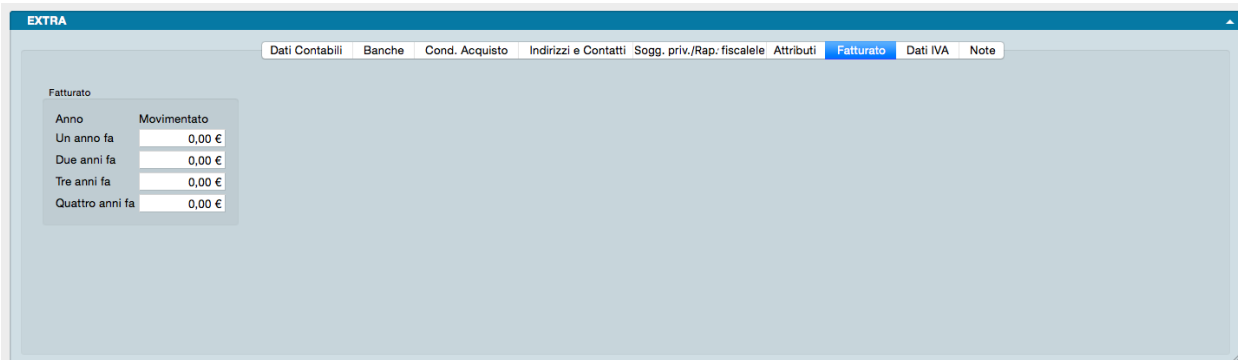 EXTRA
Dati Contabili Banche Cond. Acquisto Indirizzi e Contatti Sogg. priv./Rap. fiscalele Attributi Fatturato Dati IVA Note
Fatturato
Anno Movimentato
Un anno fa 0,00 €
Due anni fa 0,00 €
Tre anni fa 0,00 €
Quattro anni fa 0,00 €